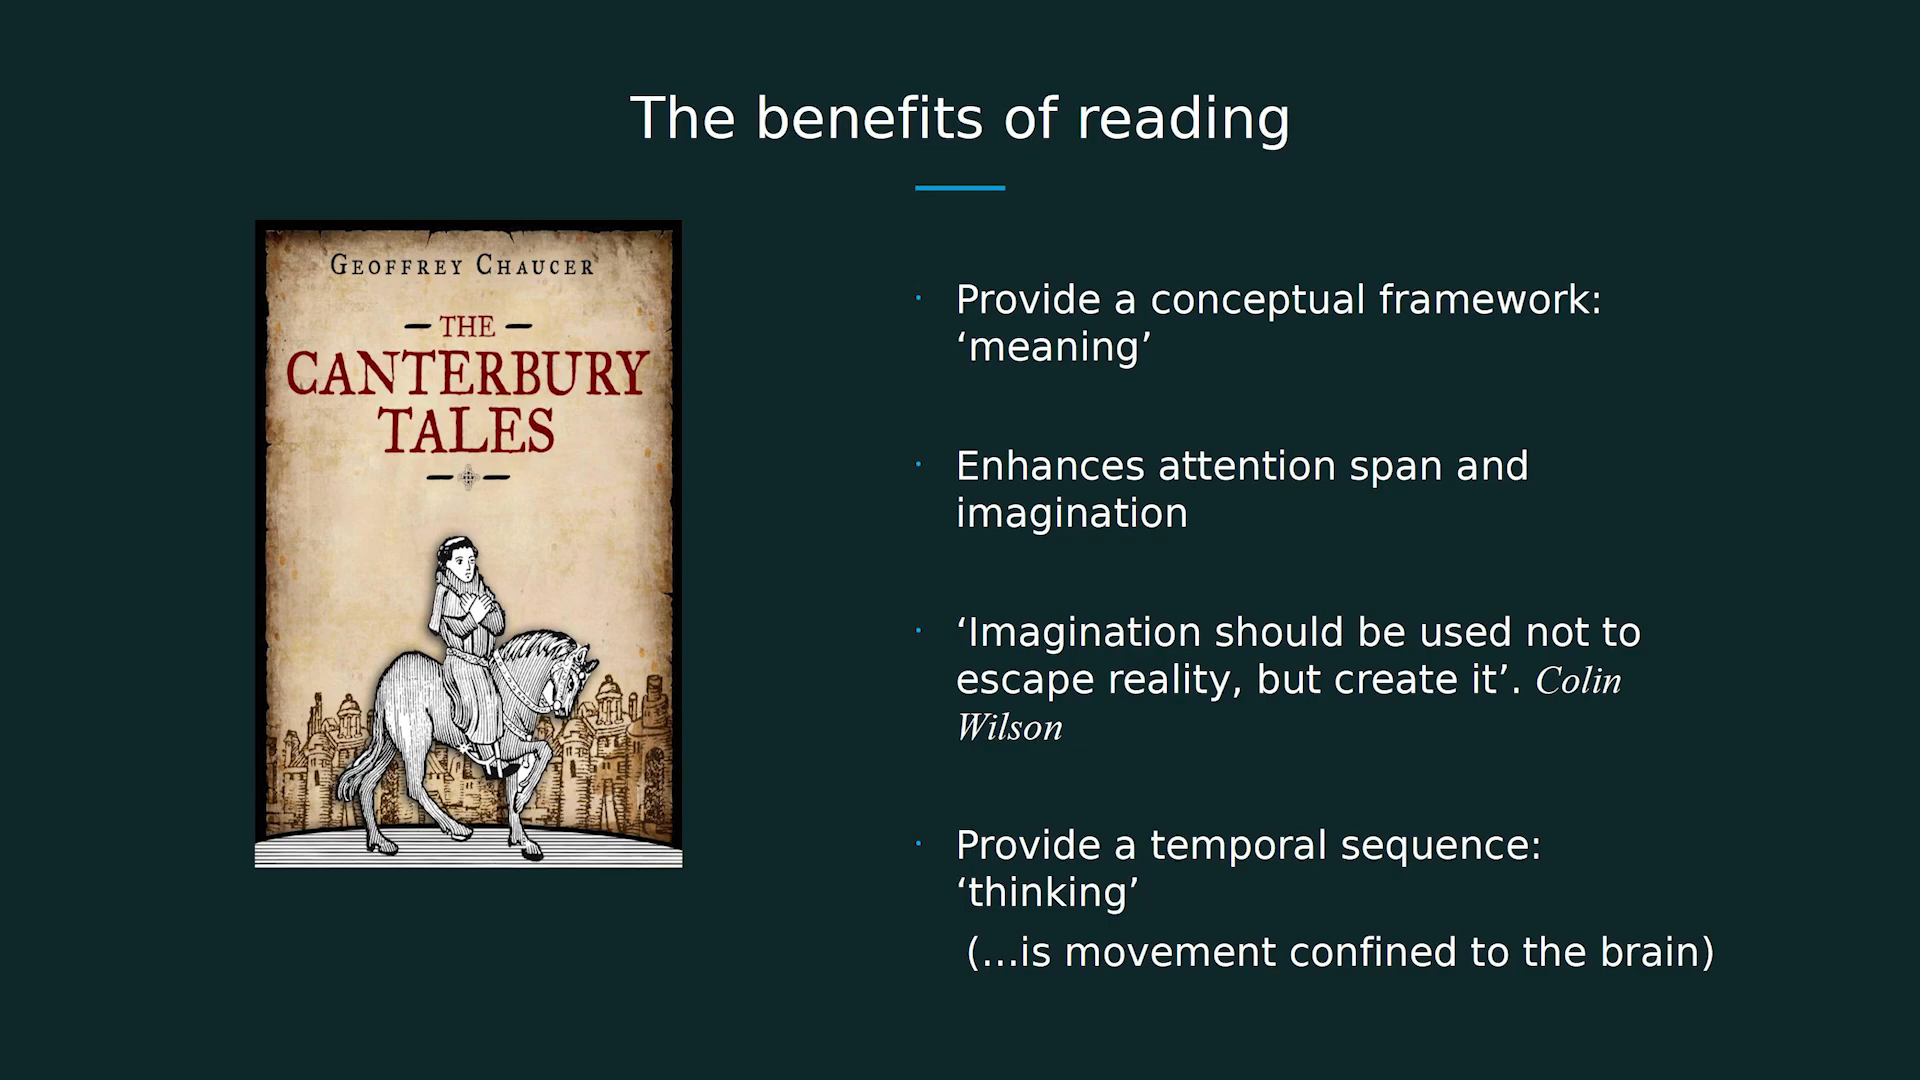 The benefits of reading
GEOFFREY CHAUCER
THE
CANTERBURY
TALES
· Provide a conceptual framework:
‘meaning’
· Enhances attention span and
imagination
· ‘Imagination should be used not to
escape reality, but create it’. Colin
Wilson
· Provide a temporal sequence:
‘thinking’
(…is movement confined to the brain)